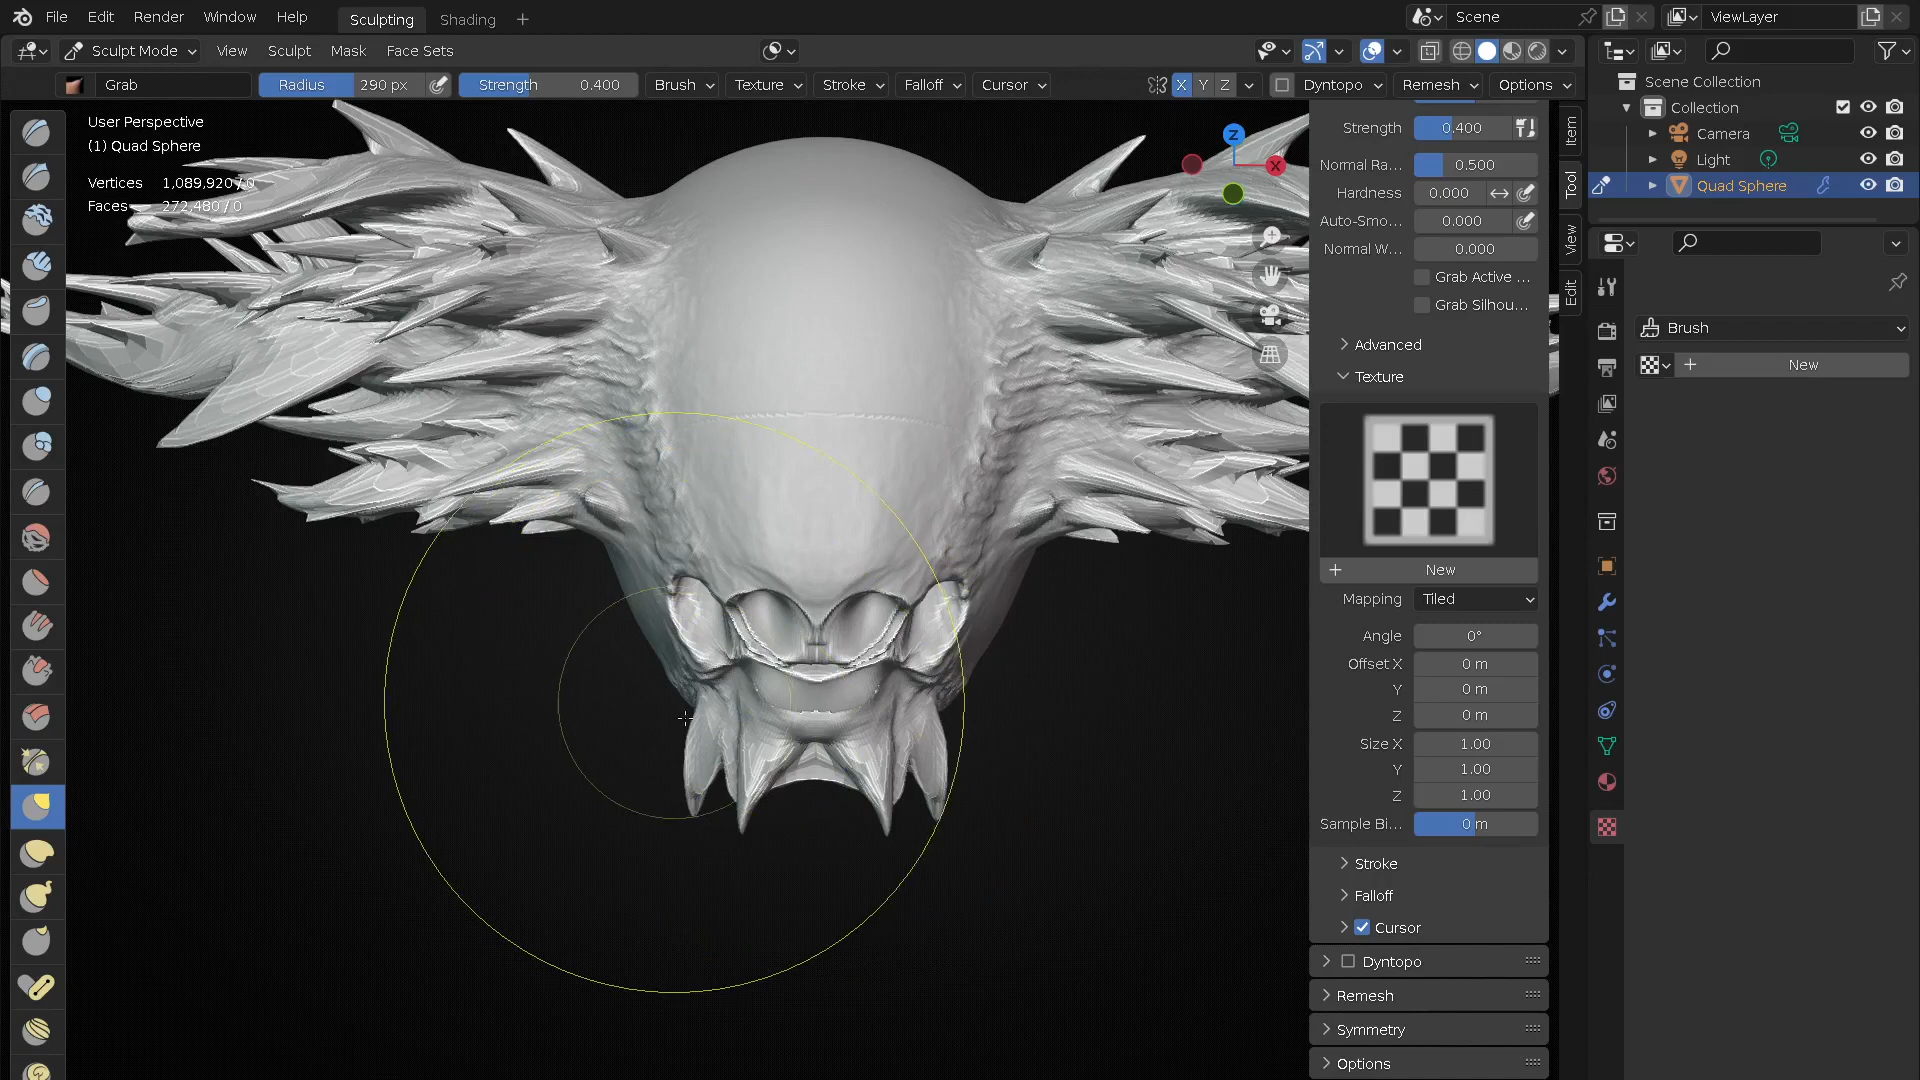 File Edit Render Window Help Sculpting Shading + Scene ViewLayer
Sculpt Mode View Sculpt Mask Face Sets
Grab Radius 290 px Strength 0.400 Brush Texture Stroke Falloff Cursor X Y Z Dyntopo Remesh Options
User Perspective
(1) Quad Sphere
Vertices 1,089,920/0
Faces 272,480/0
Z
X
Strength 0.400
Normal Ra... 0.500
Hardness 0.000
Auto-Smo... 0.000
Normal W... 0.000
Grab Active ...
Grab Silhou...
Advanced
Texture
+ New
Mapping Tiled
Angle 0°
Offset X 0 m
Y 0 m
Z 0 m
Size X 1.00
Y 1.00
Z 1.00
Sample Bi... 0 m
Stroke
Falloff
Cursor
Dyntopo
Remesh
Symmetry
Options
Item
Tool
View
Edit
Scene Collection
Collection
Camera
Light
Quad Sphere
Brush
+ New